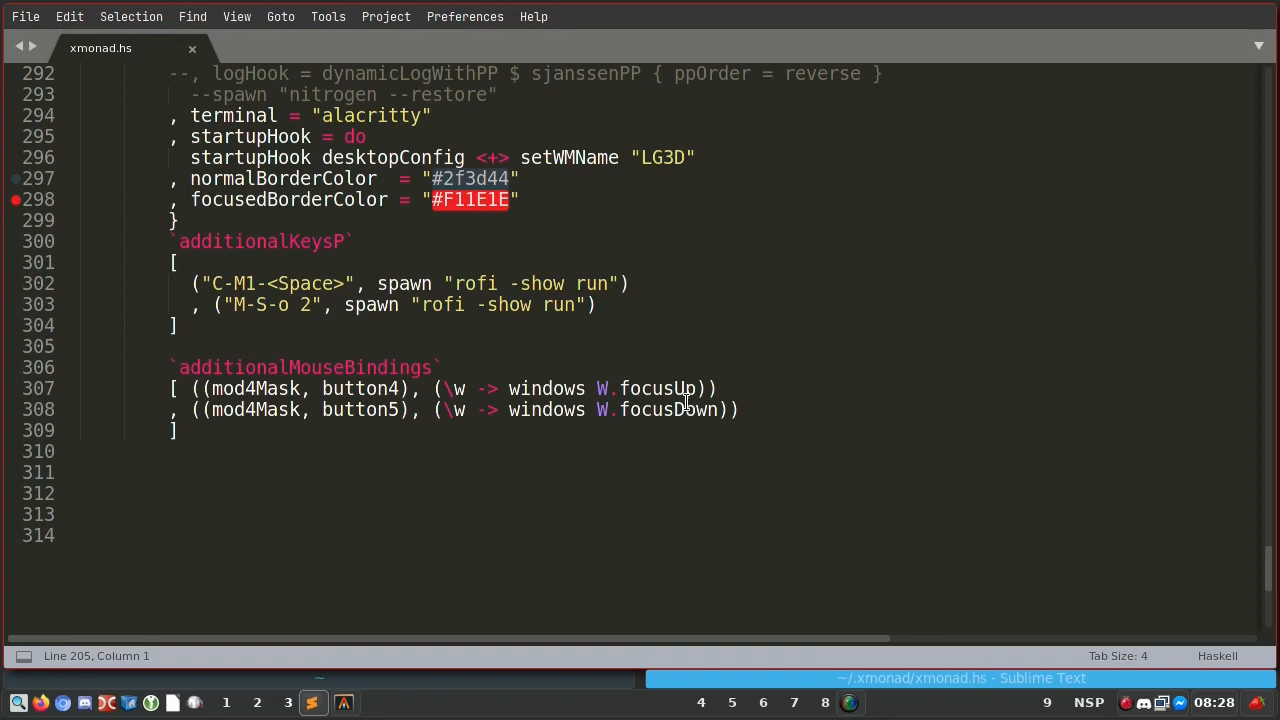 File Edit Selection Find View Goto Tools Project Preferences Help
xmonad.hs ×
292 --, logHook = dynamicLogWithPP $ sjanssenPP { ppOrder = reverse }
293 --spawn "nitrogen --restore"
294 , terminal = "alacritty"
295 , startupHook = do
296 startupHook desktopConfig <+> setWMName "LG3D"
297 , normalBorderColor  = "#2f3d44"
298 , focusedBorderColor = "#F11E1E"
299 }
300 `additionalKeysP`
301 [
302 ("C-M1-<Space>", spawn "rofi -show run")
303 , ("M-S-o 2", spawn "rofi -show run")
304 ]
305
306 `additionalMouseBindings`
307 [ ((mod4Mask, button4), (\w -> windows W.focusUp))
308 , ((mod4Mask, button5), (\w -> windows W.focusDown))
309 ]
310
311
312
313
314
Line 205, Column 1 Tab Size: 4 Haskell
~ ~/.xmonad/xmonad.hs - Sublime Text
1 2 3 4 5 6 7 8 9 NSP 08:28